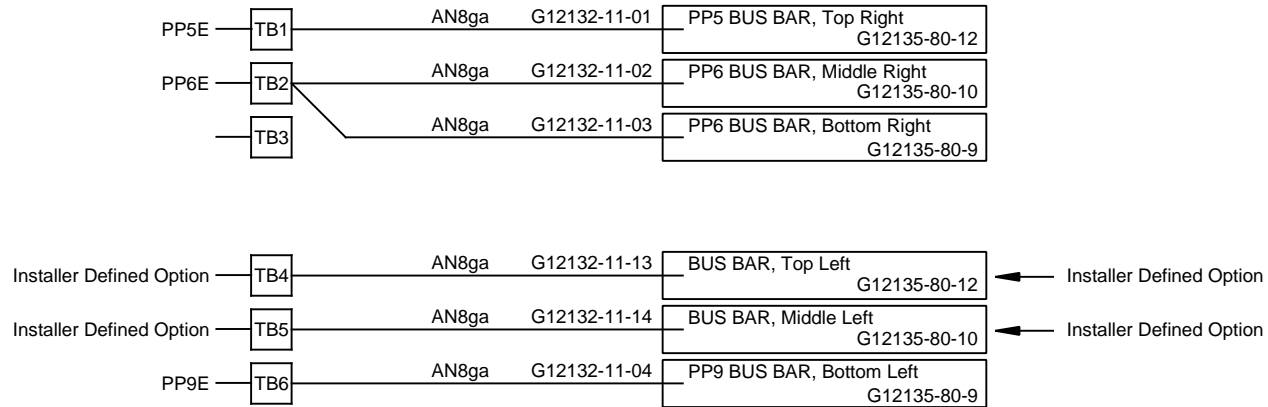 PP5E TB1 AN8ga G12132-11-01 PP5 BUS BAR, Top Right
G12135-80-12
PP6E TB2 AN8ga G12132-11-02 PP6 BUS BAR, Middle Right
G12135-80-10
TB3 AN8ga G12132-11-03 PP6 BUS BAR, Bottom Right
G12135-80-9
Installer Defined Option TB4 AN8ga G12132-11-13 BUS BAR, Top Left
G12135-80-12 Installer Defined Option
Installer Defined Option TB5 AN8ga G12132-11-14 BUS BAR, Middle Left
G12135-80-10 Installer Defined Option
PP9E TB6 AN8ga G12132-11-04 PP9 BUS BAR, Bottom Left
G12135-80-9